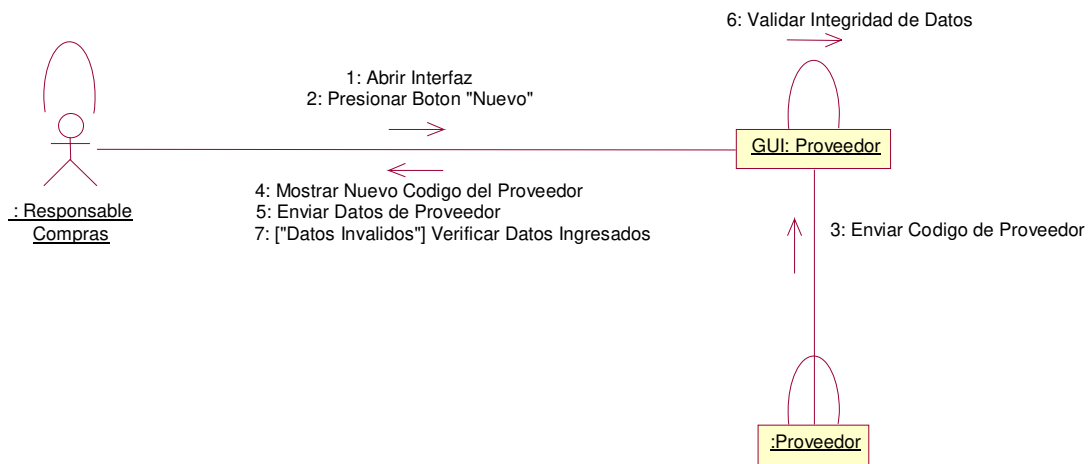 6: Validar Integridad de Datos
1: Abrir Interfaz
2: Presionar Boton "Nuevo"
GUI: Proveedor
4: Mostrar Nuevo Codigo del Proveedor
5: Enviar Datos de Proveedor
7: ["Datos Invalidos"] Verificar Datos Ingresados
: Responsable
Compras
3: Enviar Codigo de Proveedor
:Proveedor